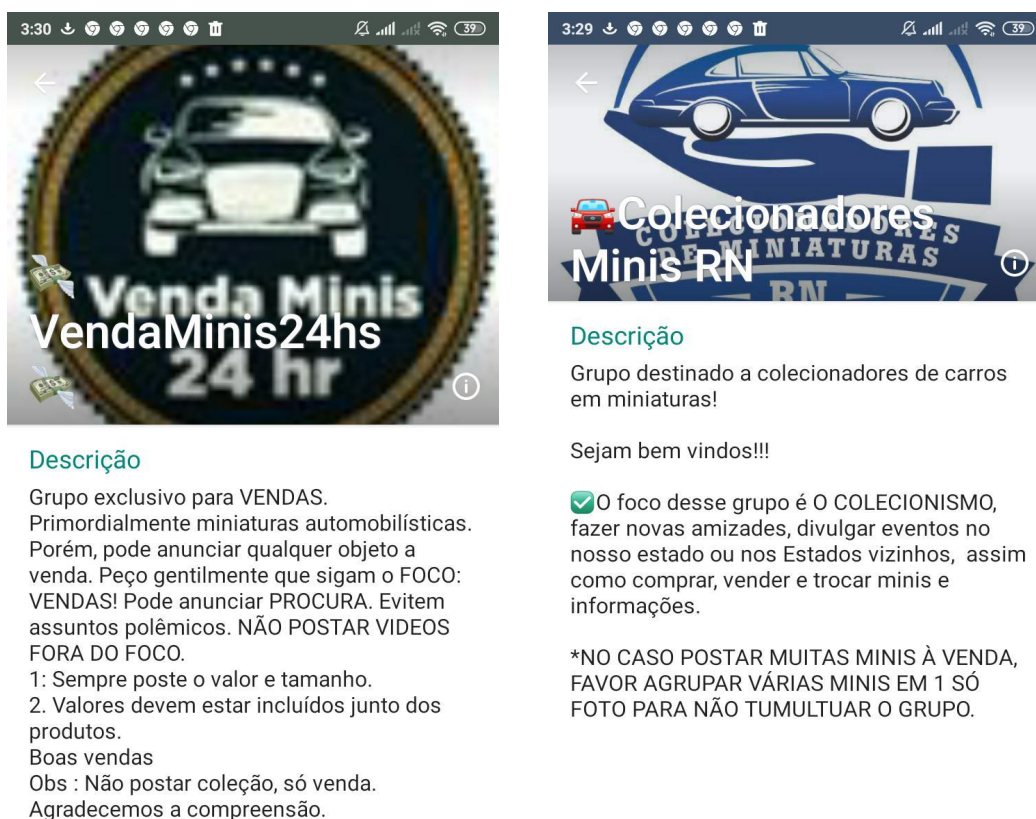 3:30
39
Venda Minis
24 hr
VendaMinis24hs
Descrição
Grupo exclusivo para VENDAS.
Primordialmente miniaturas automobilísticas.
Porém, pode anunciar qualquer objeto a
venda. Peço gentilmente que sigam o FOCO:
VENDAS! Pode anunciar PROCURA. Evitem
assuntos polêmicos. NÃO POSTAR VIDEOS
FORA DO FOCO.
1: Sempre poste o valor e tamanho.
2. Valores devem estar incluídos junto dos
produtos.
Boas vendas
Obs : Não postar coleção, só venda.
Agradecemos a compreensão.
3:29
39
COLECIONADORES
DE MINIATURAS
RN
🚘Colecionadores
Minis RN
Descrição
Grupo destinado a colecionadores de carros
em miniaturas!
Sejam bem vindos!!!
✅O foco desse grupo é O COLECIONISMO,
fazer novas amizades, divulgar eventos no
nosso estado ou nos Estados vizinhos,  assim
como comprar, vender e trocar minis e
informações.
*NO CASO POSTAR MUITAS MINIS À VENDA,
FAVOR AGRUPAR VÁRIAS MINIS EM 1 SÓ
FOTO PARA NÃO TUMULTUAR O GRUPO.